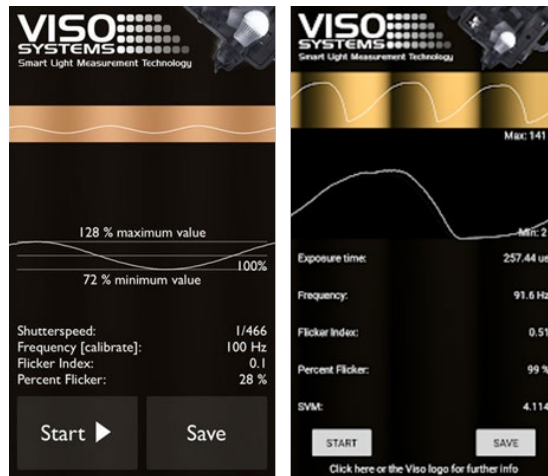 VISO
SYSTEMS
Smart Light Measurement Technology
128 % maximum value
100%
72 % minimum value
Shutterspeed: 1/466
Frequency [calibrate]: 100 Hz
Flicker Index: 0.1
Percent Flicker: 28 %
Start
Save
VISO
SYSTEMS
Smart Light Measurement Technology
Max: 141
Min: 2
Exposure time: 257.44 us
Frequency: 91.6 Hz
Flicker Index: 0.51
Percent Flicker: 99 %
SVM: 4.114
START
SAVE
Click here or the Viso logo for further info